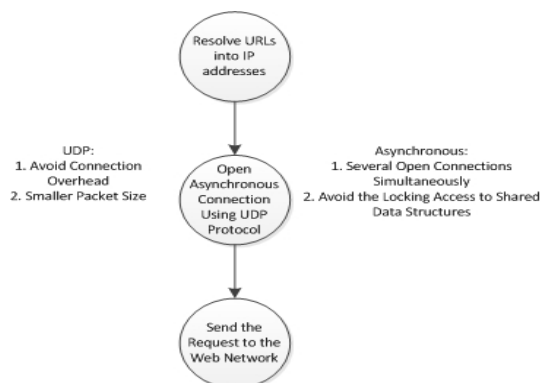 Resolve URLs
into IP
addresses
UDP:
1. Avoid Connection
Overhead
2. Smaller Packet Size
Open
Asynchronous
Connection
Using UDP
Protocol
Asynchronous:
1. Several Open Connections
Simultaneously
2. Avoid the Locking Access to Shared
Data Structures
Send the
Request to the
Web Network